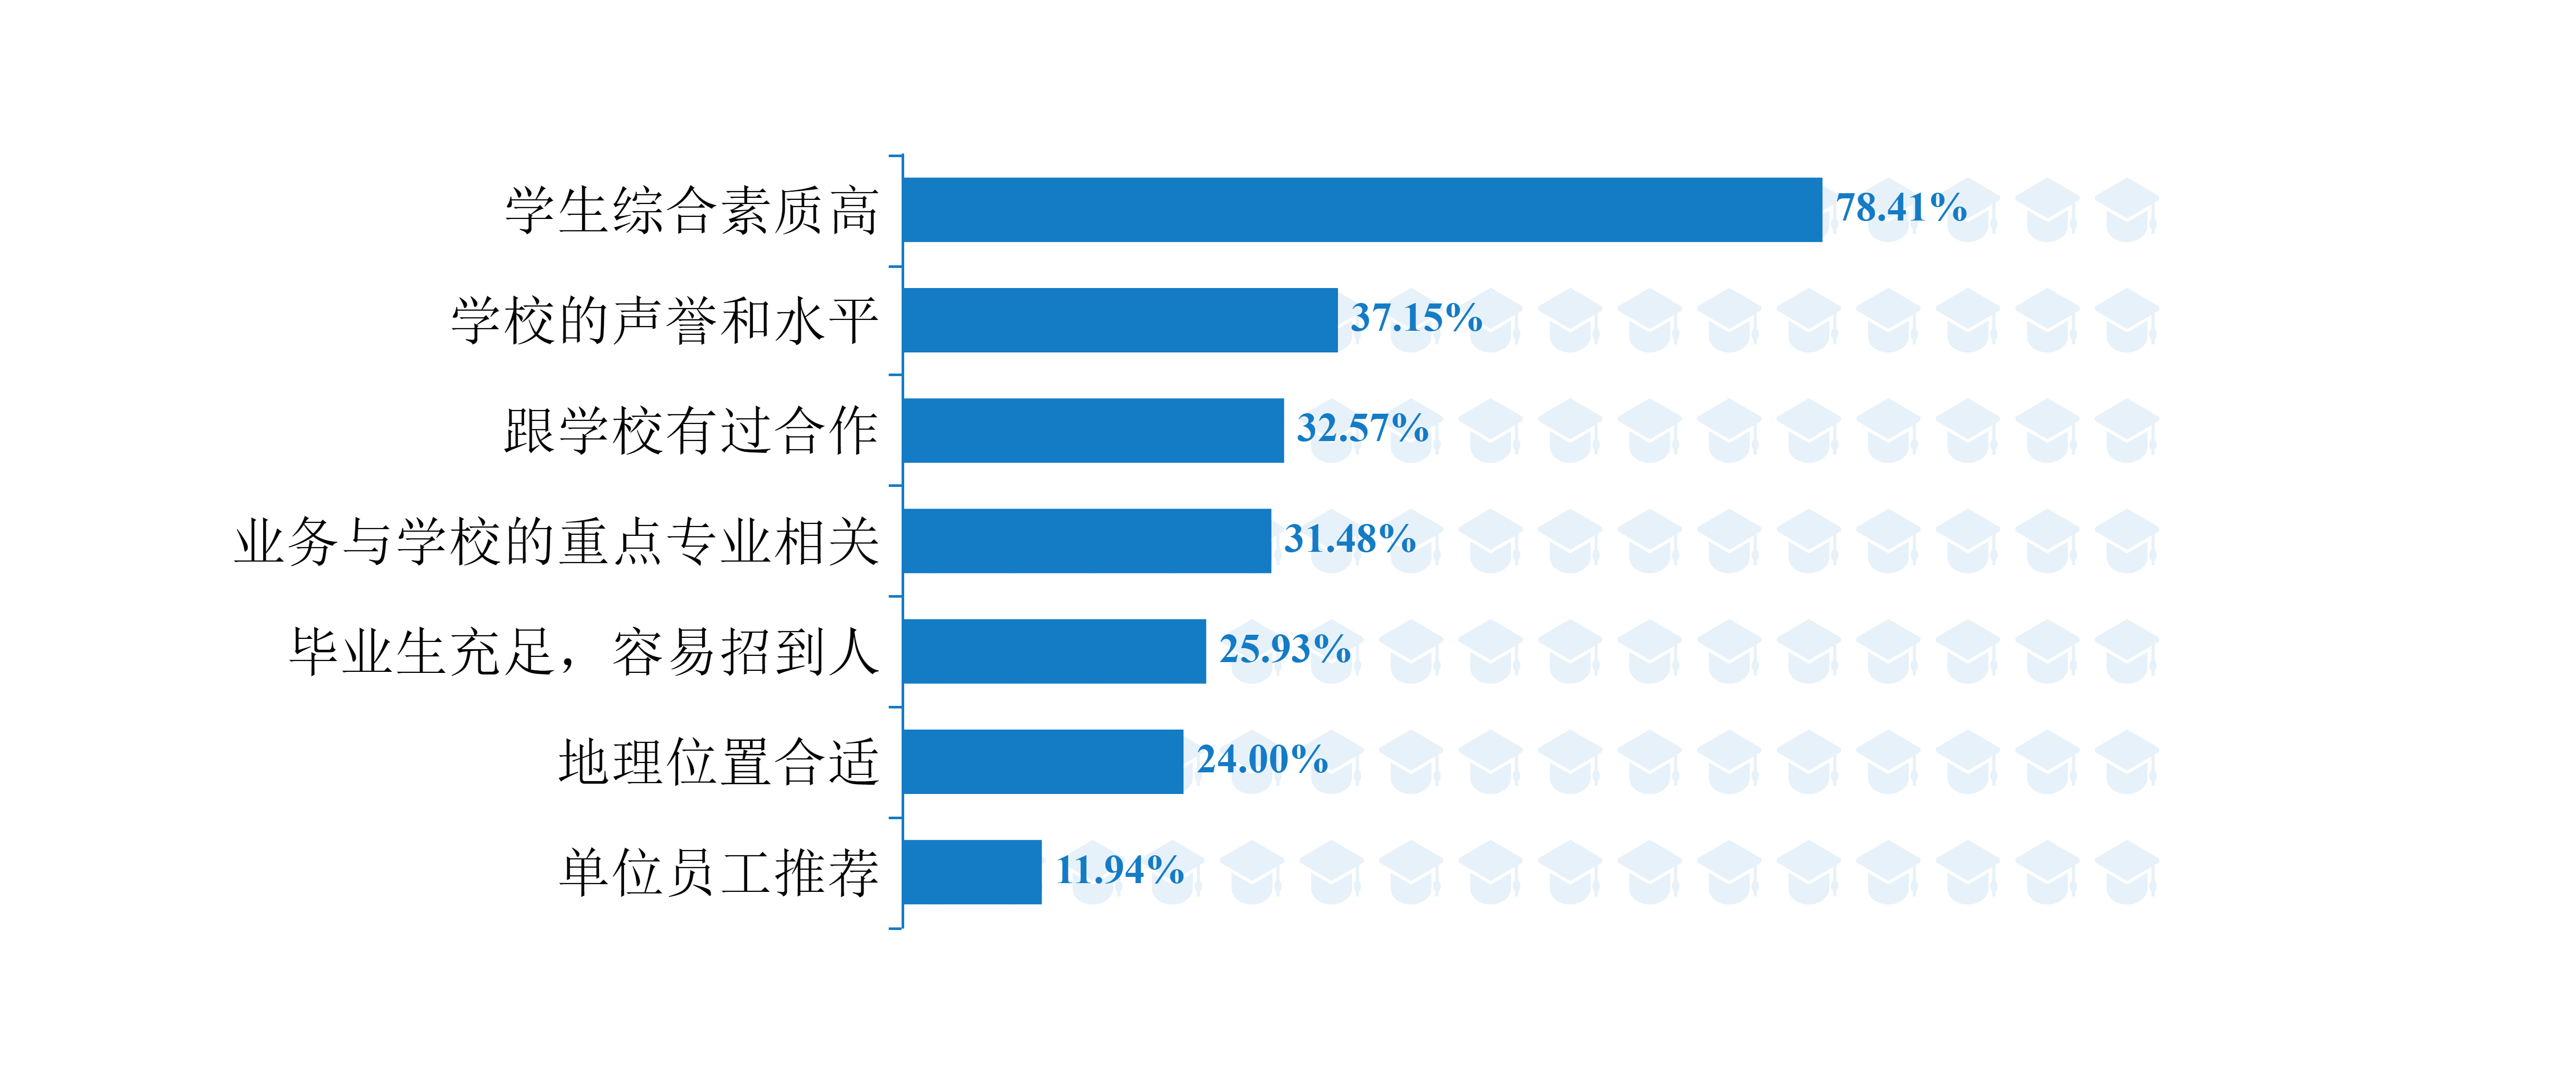 学生综合素质高 78.41%
学校的声誉和水平 37.15%
跟学校有过合作 32.57%
业务与学校的重点专业相关 31.48%
毕业生充足，容易招到人 25.93%
地理位置合适 24.00%
单位员工推荐 11.94%